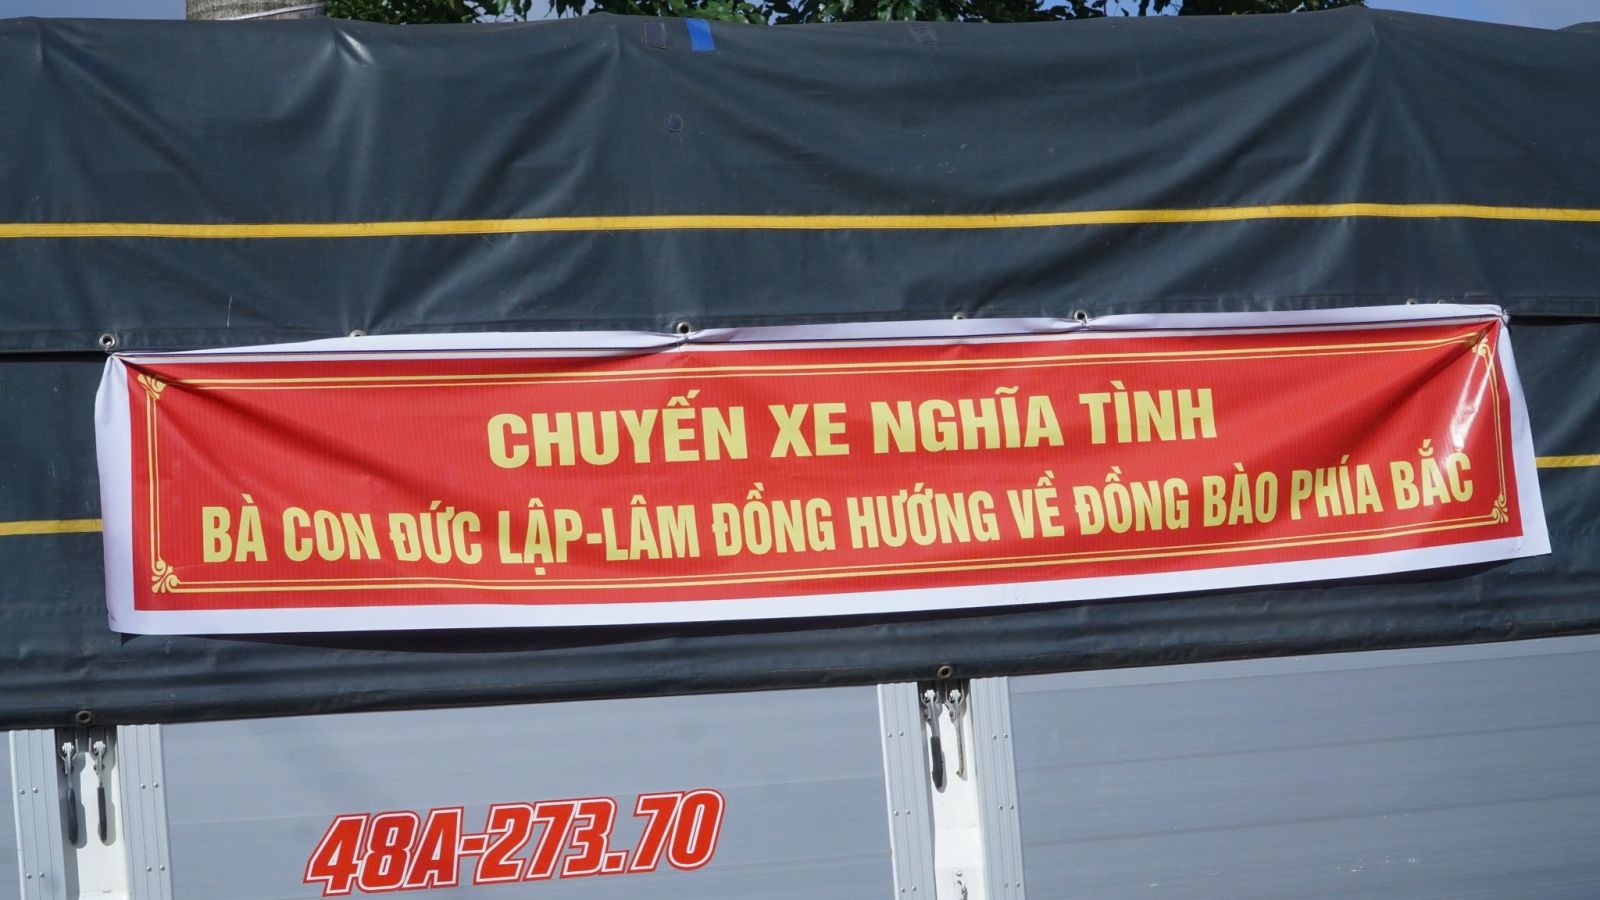 CHUYẾN XE NGHĨA TÌNH
BÀ CON ĐỨC LẬP-LÂM ĐỒNG HƯỚNG VỀ ĐỒNG BÀO PHÍA BẮC
48A-273.70